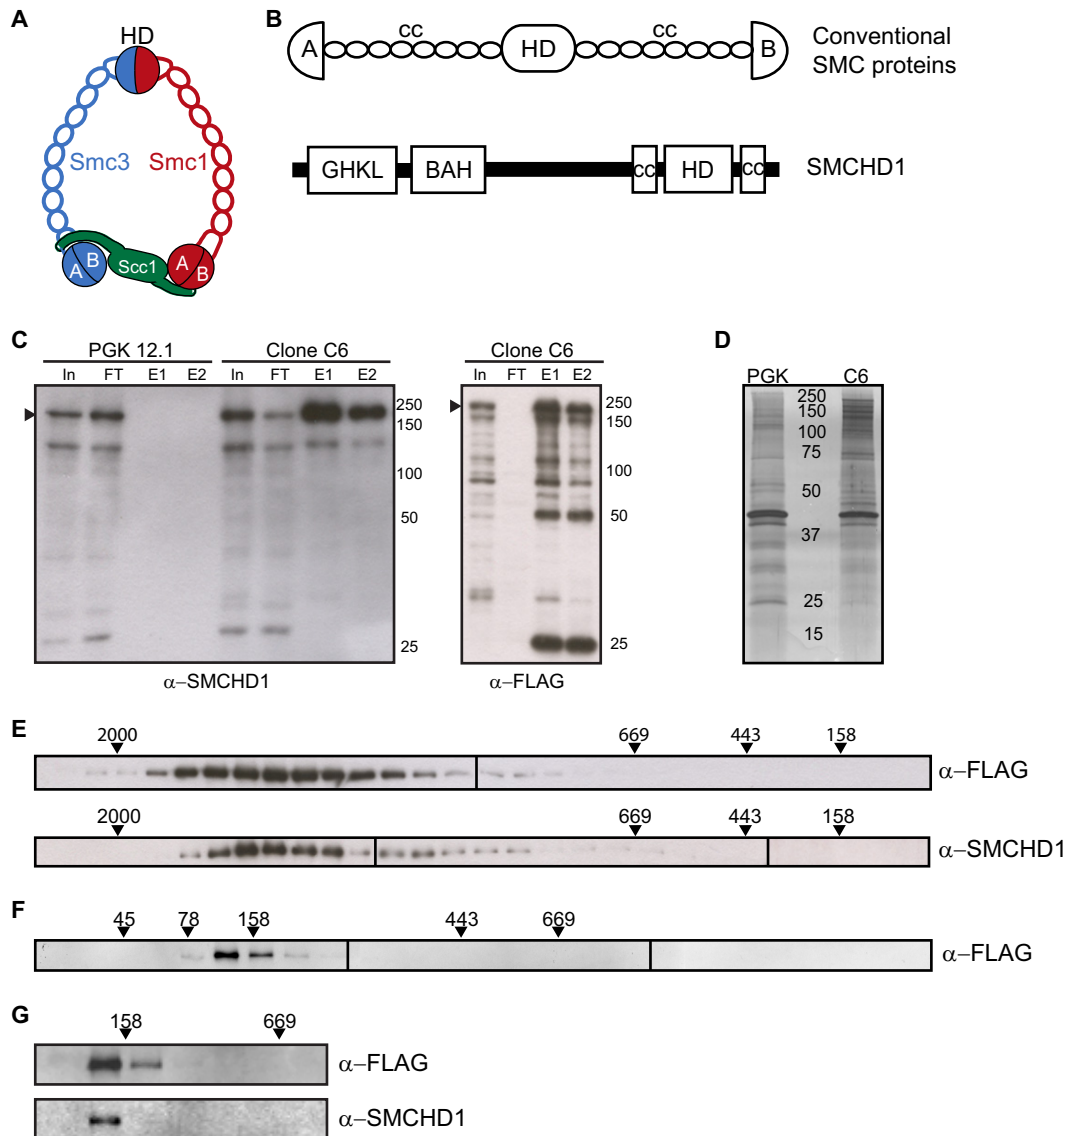 A
HD
Smc3 Smc1
A B Scc1 A B
B
A CC HD CC B
Conventional
SMC proteins
GHKL BAH CC HD CC SMCHD1
C
PGK 12.1 Clone C6
In FT E1 E2 In FT E1 E2
250
150
100
50
25
α–SMCHD1
Clone C6
In FT E1 E2
250
150
100
50
25
α–FLAG
D
PGK C6
250
150
100
75
50
37
25
15
E
2000 669 443 158
α–FLAG
2000 669 443 158
α–SMCHD1
F
45 78 158 443 669
α–FLAG
G
158 669
α–FLAG
α–SMCHD1